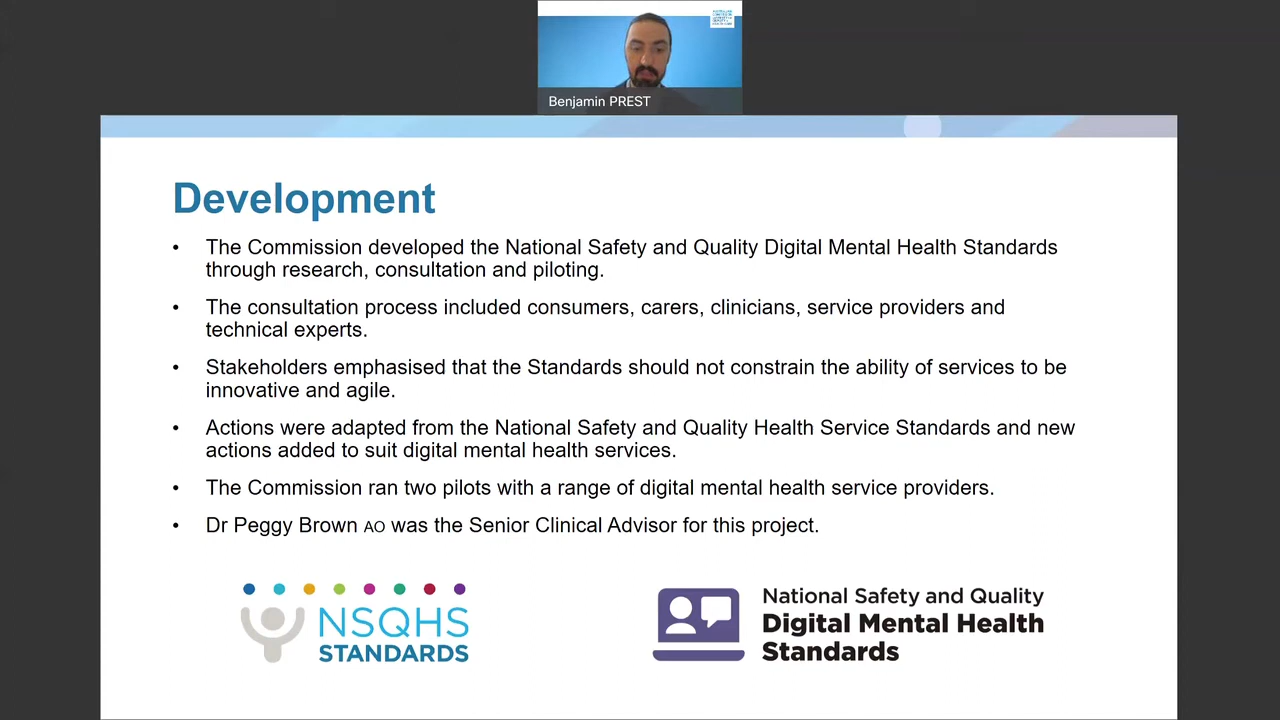 Benjamin PREST
Development
• The Commission developed the National Safety and Quality Digital Mental Health Standards
through research, consultation and piloting.
• The consultation process included consumers, carers, clinicians, service providers and
technical experts.
• Stakeholders emphasised that the Standards should not constrain the ability of services to be
innovative and agile.
• Actions were adapted from the National Safety and Quality Health Service Standards and new
actions added to suit digital mental health services.
• The Commission ran two pilots with a range of digital mental health service providers.
• Dr Peggy Brown AO was the Senior Clinical Advisor for this project.
NSQHS
STANDARDS
National Safety and Quality
Digital Mental Health
Standards